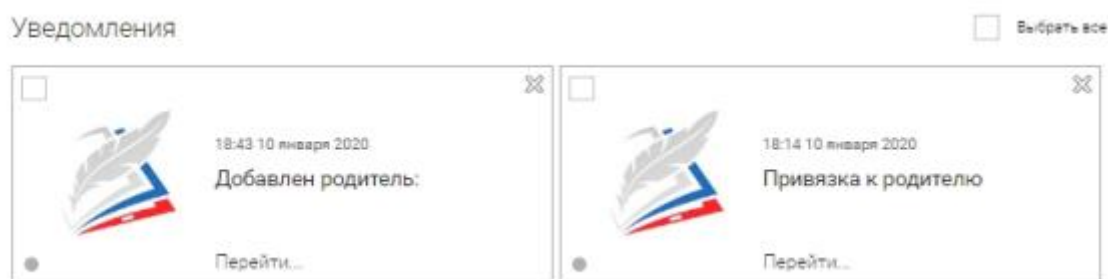 Уведомления
Выбрать все
18:43 10 января 2020
Добавлен родитель:
Перейти...
18:14 10 января 2020
Привязка к родителю
Перейти...